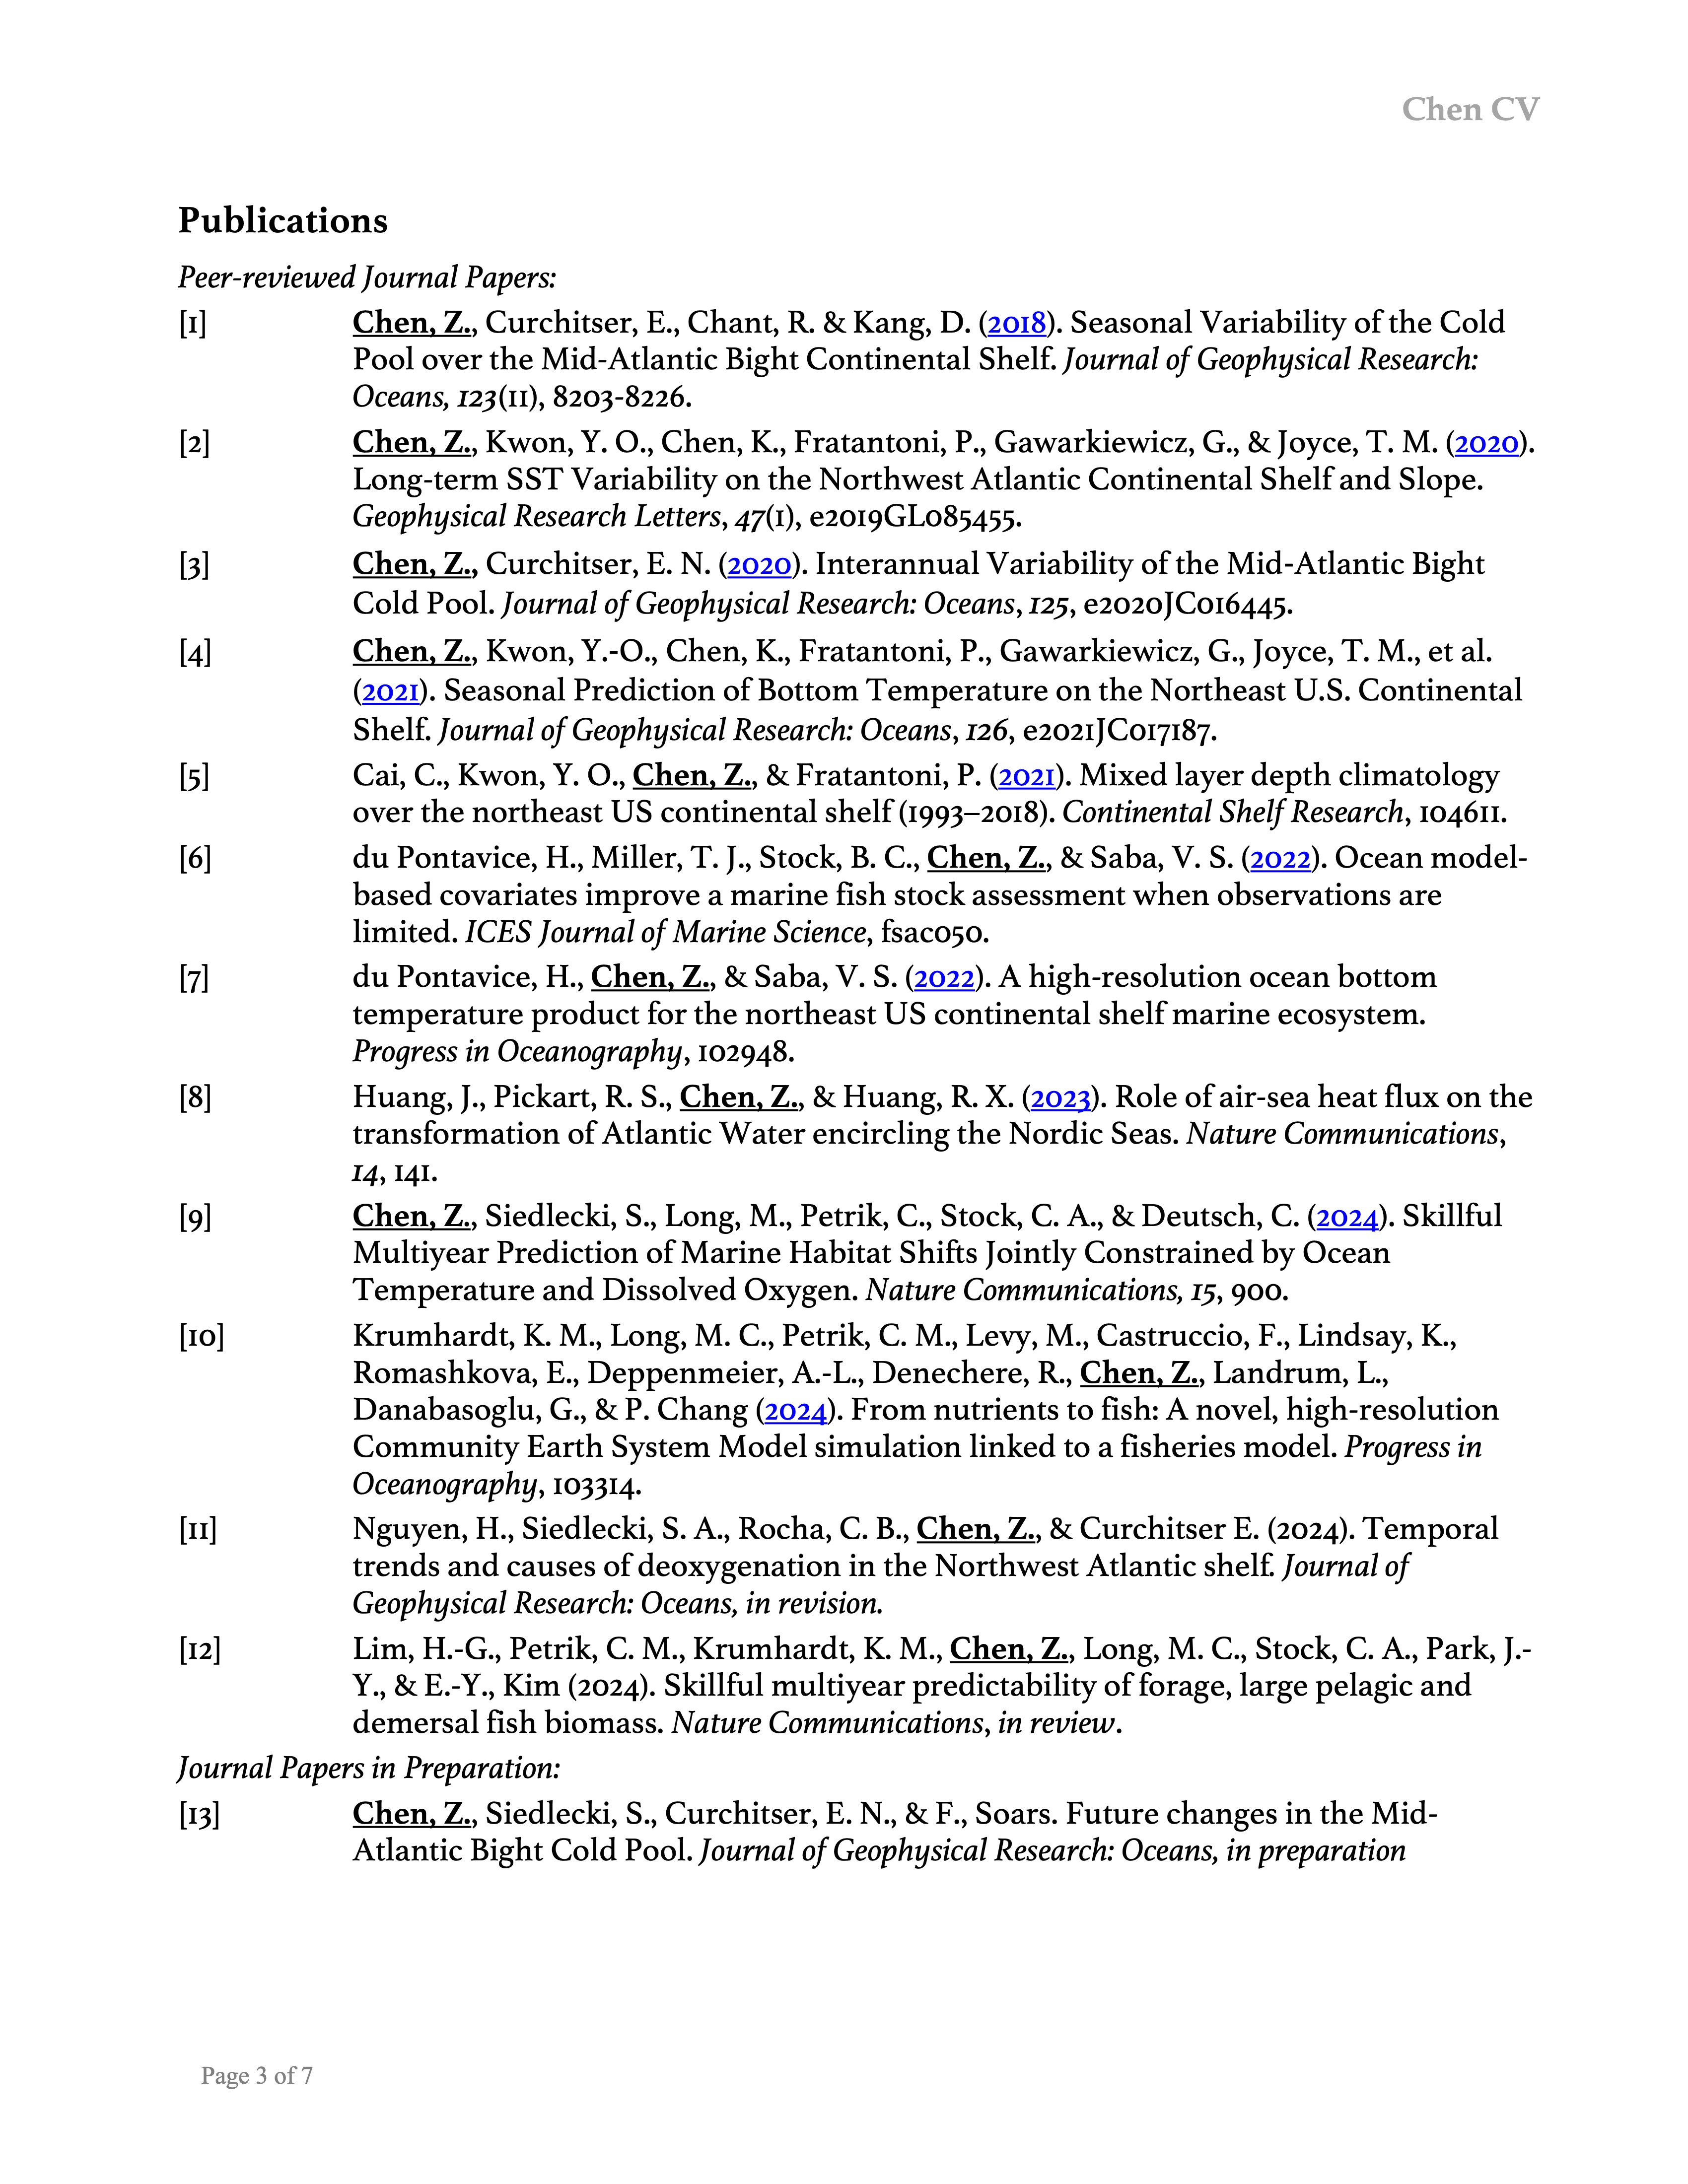 Chen CV
Publications
Peer-reviewed Journal Papers:
[1] Chen, Z., Curchitser, E., Chant, R. & Kang, D. (2018). Seasonal Variability of the Cold
Pool over the Mid-Atlantic Bight Continental Shelf. Journal of Geophysical Research:
Oceans, 123(11), 8203-8226.
[2] Chen, Z., Kwon, Y. O., Chen, K., Fratantoni, P., Gawarkiewicz, G., & Joyce, T. M. (2020).
Long-term SST Variability on the Northwest Atlantic Continental Shelf and Slope.
Geophysical Research Letters, 47(1), e2019GL085455.
[3] Chen, Z., Curchitser, E. N. (2020). Interannual Variability of the Mid-Atlantic Bight
Cold Pool. Journal of Geophysical Research: Oceans, 125, e2020JC016445.
[4] Chen, Z., Kwon, Y.-O., Chen, K., Fratantoni, P., Gawarkiewicz, G., Joyce, T. M., et al.
(2021). Seasonal Prediction of Bottom Temperature on the Northeast U.S. Continental
Shelf. Journal of Geophysical Research: Oceans, 126, e2021JC017187.
[5] Cai, C., Kwon, Y. O., Chen, Z., & Fratantoni, P. (2021). Mixed layer depth climatology
over the northeast US continental shelf (1993–2018). Continental Shelf Research, 104611.
[6] du Pontavice, H., Miller, T. J., Stock, B. C., Chen, Z., & Saba, V. S. (2022). Ocean model-
based covariates improve a marine fish stock assessment when observations are
limited. ICES Journal of Marine Science, fsac050.
[7] du Pontavice, H., Chen, Z., & Saba, V. S. (2022). A high-resolution ocean bottom
temperature product for the northeast US continental shelf marine ecosystem.
Progress in Oceanography, 102948.
[8] Huang, J., Pickart, R. S., Chen, Z., & Huang, R. X. (2023). Role of air-sea heat flux on the
transformation of Atlantic Water encircling the Nordic Seas. Nature Communications,
14, 141.
[9] Chen, Z., Siedlecki, S., Long, M., Petrik, C., Stock, C. A., & Deutsch, C. (2024). Skillful
Multiyear Prediction of Marine Habitat Shifts Jointly Constrained by Ocean
Temperature and Dissolved Oxygen. Nature Communications, 15, 900.
[10] Krumhardt, K. M., Long, M. C., Petrik, C. M., Levy, M., Castruccio, F., Lindsay, K.,
Romashkova, E., Deppenmeier, A.-L., Denechere, R., Chen, Z., Landrum, L.,
Danabasoglu, G., & P. Chang (2024). From nutrients to fish: A novel, high-resolution
Community Earth System Model simulation linked to a fisheries model. Progress in
Oceanography, 103314.
[11] Nguyen, H., Siedlecki, S. A., Rocha, C. B., Chen, Z., & Curchitser E. (2024). Temporal
trends and causes of deoxygenation in the Northwest Atlantic shelf. Journal of
Geophysical Research: Oceans, in revision.
[12] Lim, H.-G., Petrik, C. M., Krumhardt, K. M., Chen, Z., Long, M. C., Stock, C. A., Park, J.-
Y., & E.-Y., Kim (2024). Skillful multiyear predictability of forage, large pelagic and
demersal fish biomass. Nature Communications, in review.
Journal Papers in Preparation:
[13] Chen, Z., Siedlecki, S., Curchitser, E. N., & F., Soars. Future changes in the Mid-
Atlantic Bight Cold Pool. Journal of Geophysical Research: Oceans, in preparation
Page 3 of 7